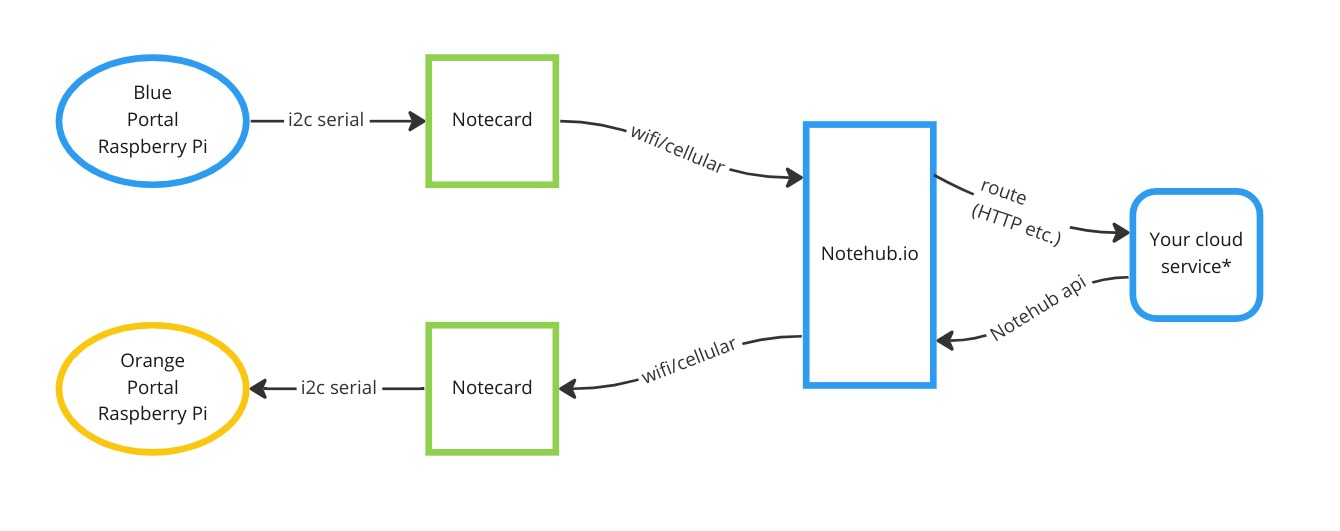 Blue
Portal
Raspberry Pi
i2c serial
Notecard
wifi/cellular
Notehub.io
route
(HTTP etc.)
Your cloud
service*
Notehub api
wifi/cellular
Notecard
i2c serial
Orange
Portal
Raspberry Pi